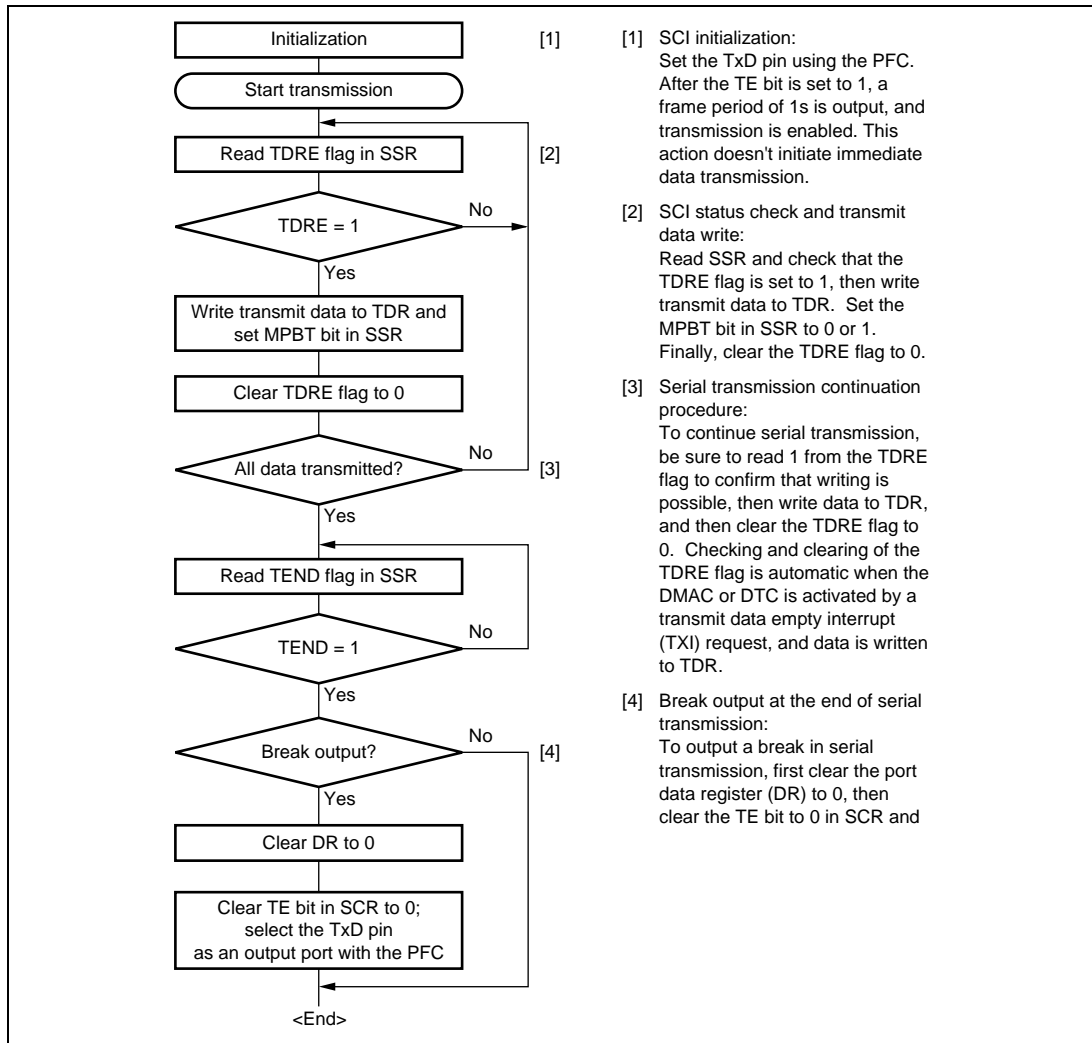 Initialization
[1]
Start transmission
Read TDRE flag in SSR
[2]
TDRE = 1
No
Yes
Write transmit data to TDR and
set MPBT bit in SSR
Clear TDRE flag to 0
All data transmitted?
No
[3]
Yes
Read TEND flag in SSR
TEND = 1
No
Yes
Break output?
No
[4]
Yes
Clear DR to 0
Clear TE bit in SCR to 0;
select the TxD pin
as an output port with the PFC
<End>
[1] SCI initialization:
Set the TxD pin using the PFC.
After the TE bit is set to 1, a
frame period of 1s is output, and
transmission is enabled. This
action doesn't initiate immediate
data transmission.
[2] SCI status check and transmit
data write:
Read SSR and check that the
TDRE flag is set to 1, then write
transmit data to TDR. Set the
MPBT bit in SSR to 0 or 1.
Finally, clear the TDRE flag to 0.
[3] Serial transmission continuation
procedure:
To continue serial transmission,
be sure to read 1 from the TDRE
flag to confirm that writing is
possible, then write data to TDR,
and then clear the TDRE flag to
0. Checking and clearing of the
TDRE flag is automatic when the
DMAC or DTC is activated by a
transmit data empty interrupt
(TXI) request, and data is written
to TDR.
[4] Break output at the end of serial
transmission:
To output a break in serial
transmission, first clear the port
data register (DR) to 0, then
clear the TE bit to 0 in SCR and